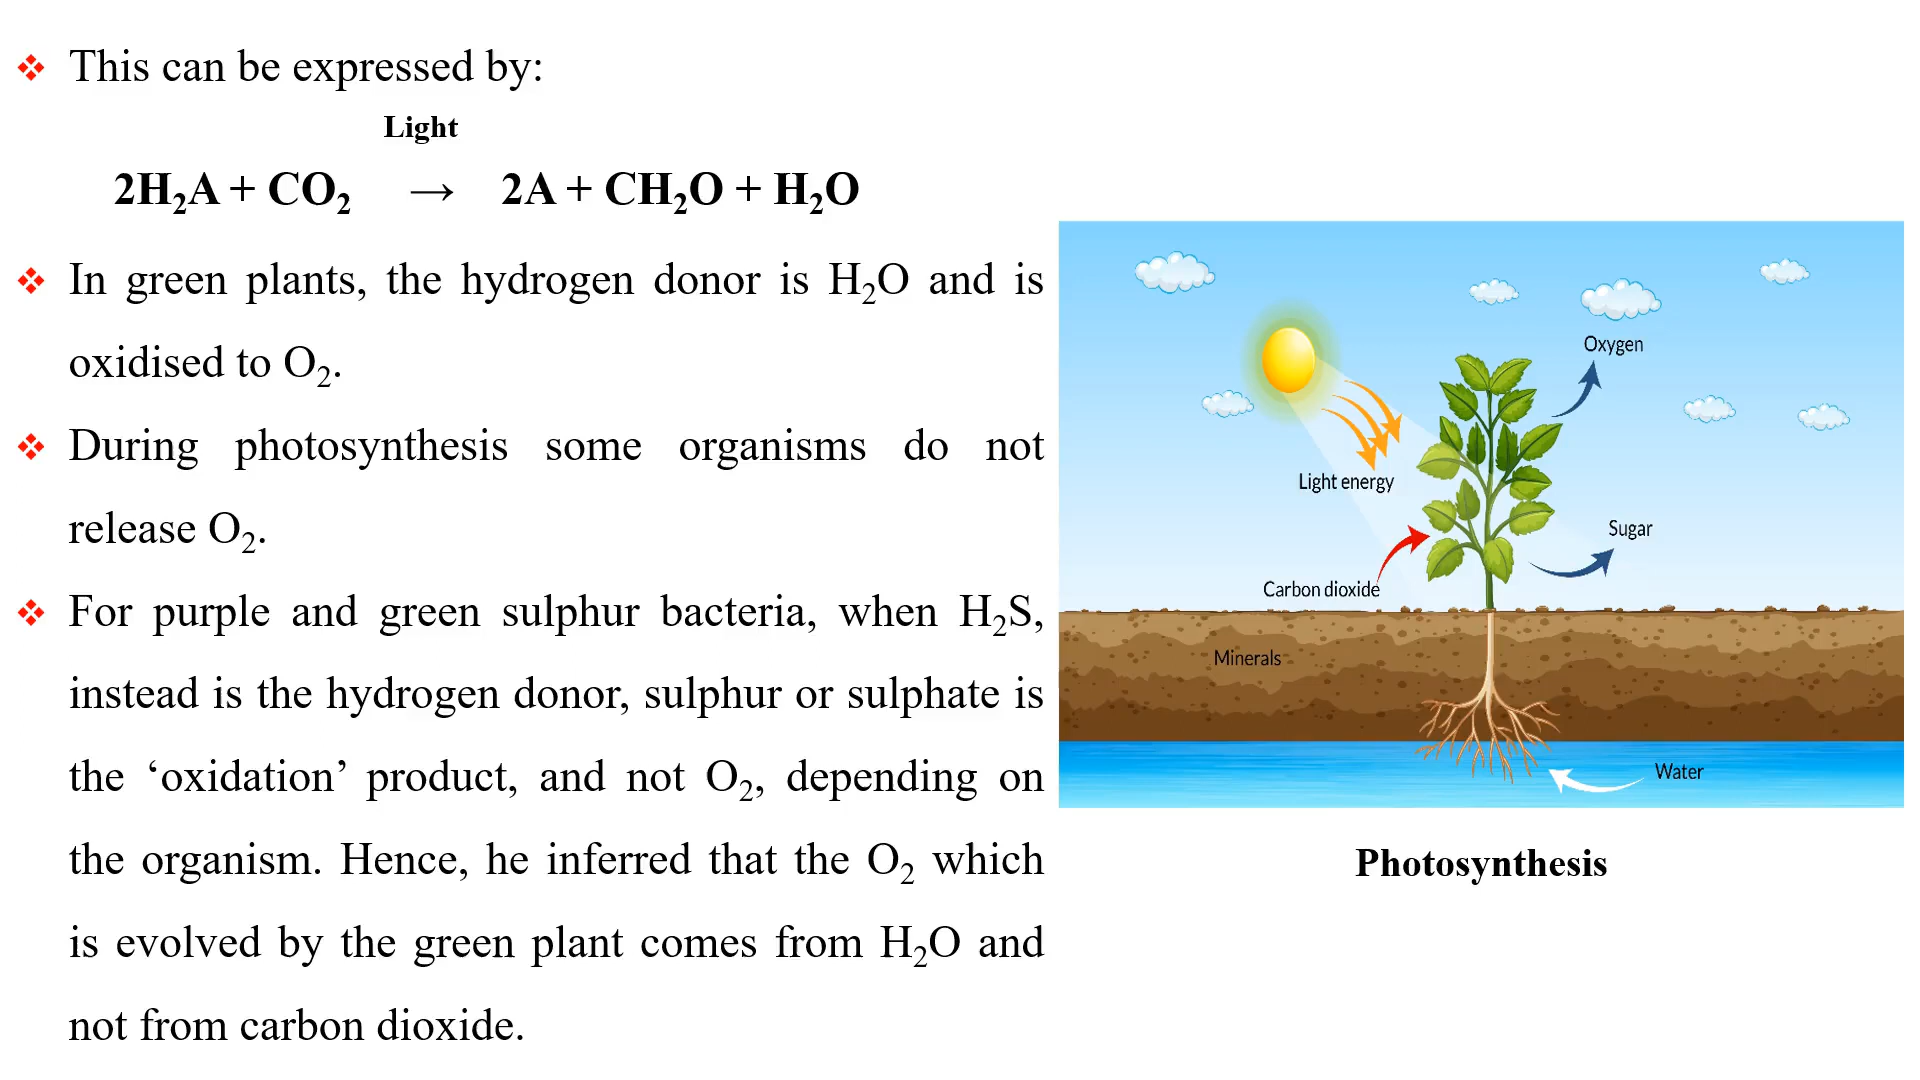 ❖ This can be expressed by:
Light
2H₂A + CO₂ → 2A + CH₂O + H₂O
❖ In green plants, the hydrogen donor is H₂O and is
oxidised to O₂.
❖ During photosynthesis some organisms do not
release O₂.
❖ For purple and green sulphur bacteria, when H₂S,
instead is the hydrogen donor, sulphur or sulphate is
the ‘oxidation’ product, and not O₂, depending on
the organism. Hence, he inferred that the O₂ which
is evolved by the green plant comes from H₂O and
not from carbon dioxide.
Oxygen
Light energy
Sugar
Carbon dioxide
Minerals
Water
Photosynthesis